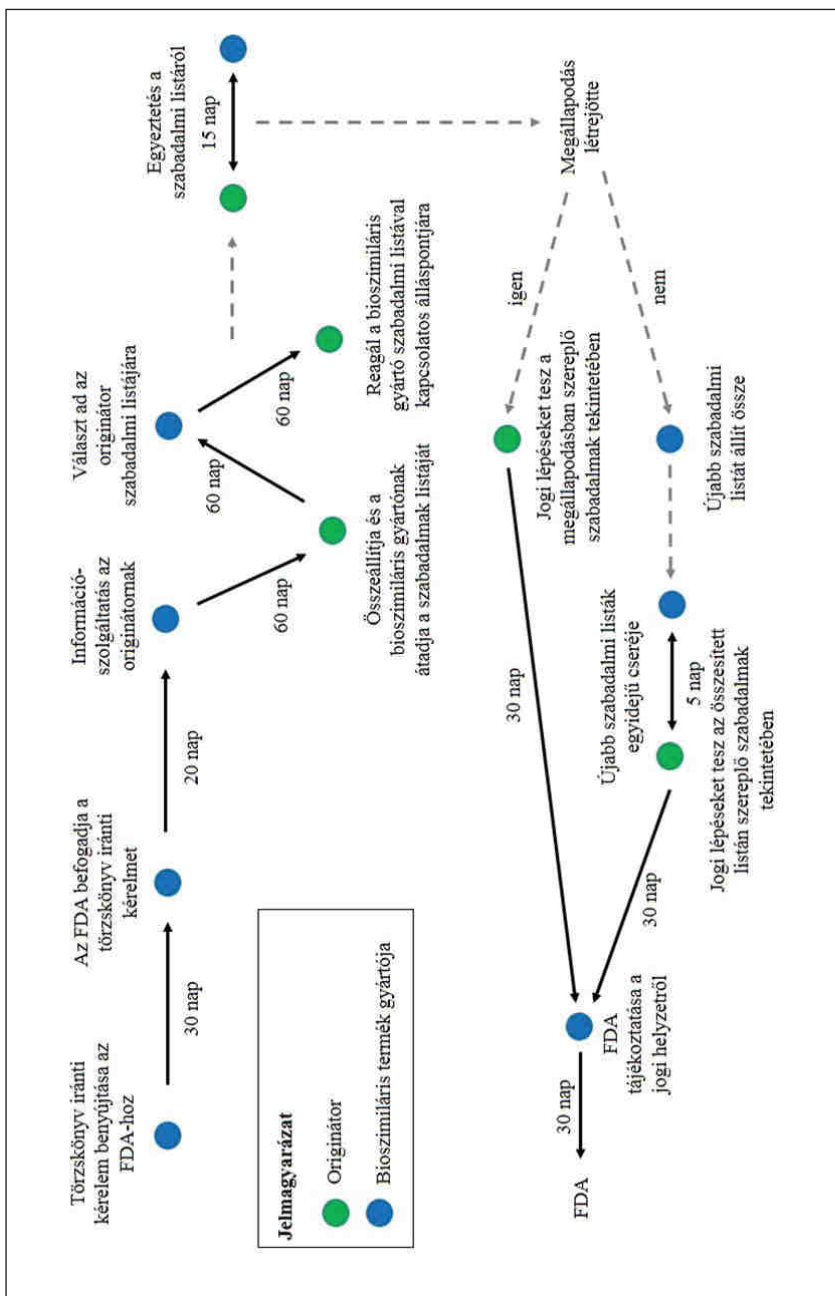 Törzskönyv iránti
kérelem benyújtása az
FDA-hoz
30 nap
Az FDA befogadja a
törzskönyv iránti
kérelmet
20 nap
Információ-
szolgáltatás az
originátornak
60 nap
Összeállítja és a
bioszimiláris gyártónak
átadja a szabadalmak listáját
60 nap
Választ ad az
originátor
szabadalmi listájára
60 nap
Reagál a bioszimiláris
gyártó szabadalmi listával
kapcsolatos álláspontjára
Egyeztetés a
szabadalmi listáról
15 nap
Jelmagyarázat
Originátor
Bioszimiláris termék gyártója
Megállapodás
létrejötte
igen
nem
Jogi lépéseket tesz a
megállapodásban szereplő
szabadalmak tekintetében
30 nap
Újabb szabadalmi
listát állít össze
Újabb szabadalmi listák
egyidejű cseréje
5 nap
Jogi lépéseket tesz az összesített
listán szereplő szabadalmak
tekintetében
30 nap
FDA
tájékoztatása a
jogi helyzetről
30 nap
FDA